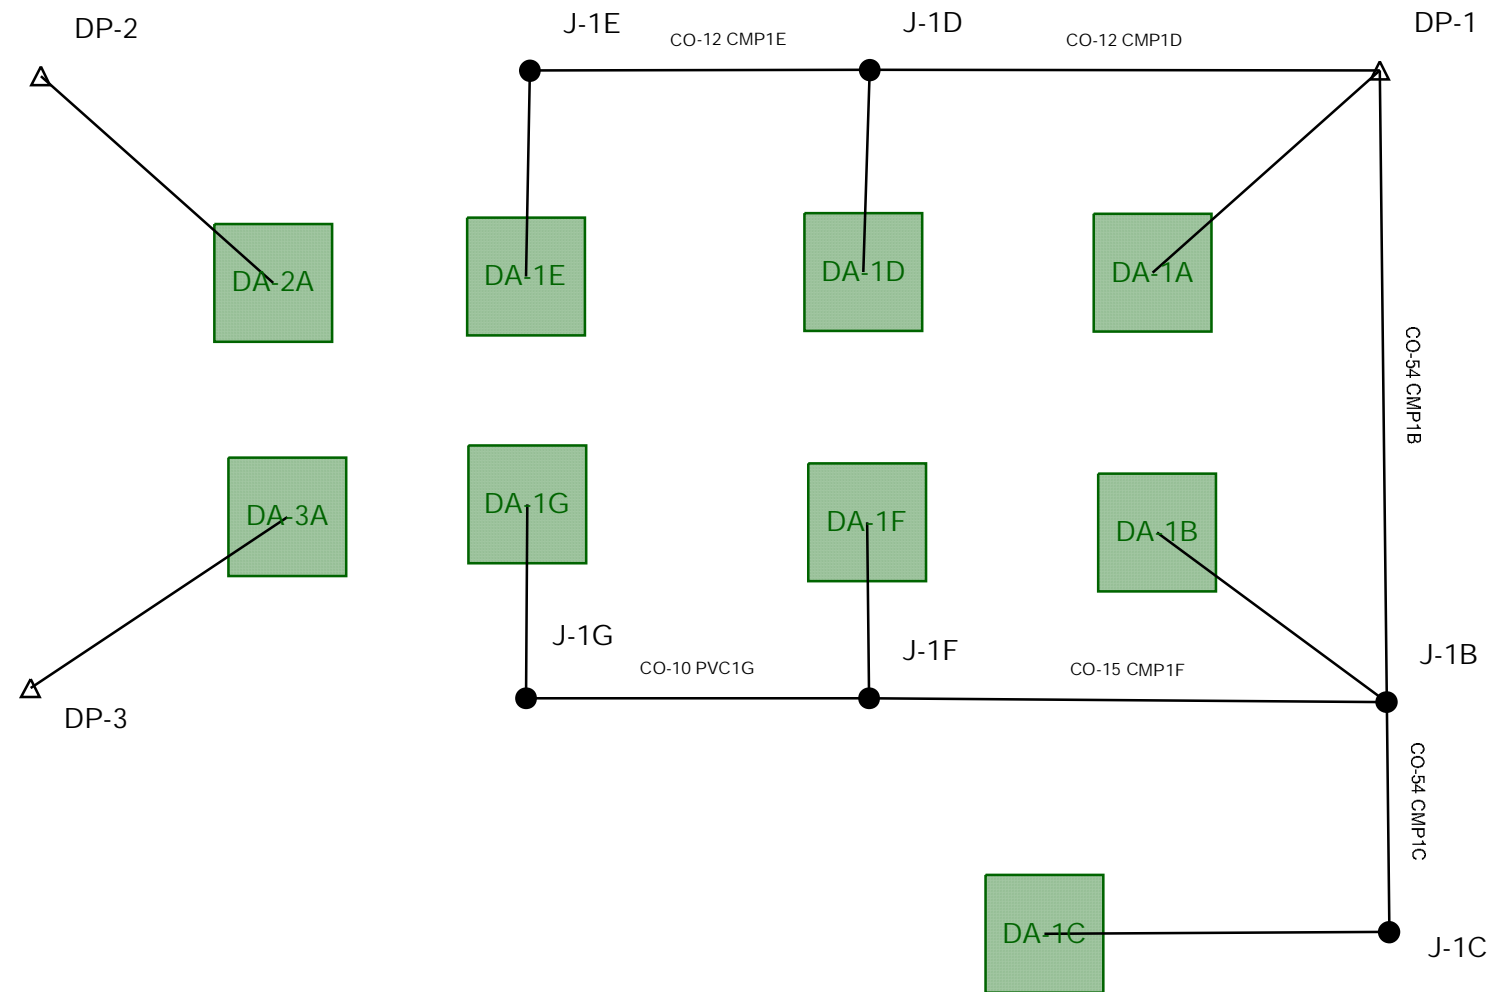 DP-2
J-1E
CO-12 CMP1E
J-1D
CO-12 CMP1D
DP-1
DA-2A
DA-1E
DA-1D
DA-1A
CO-54 CMP1B
DA-3A
DA-1G
DA-1F
DA-1B
J-1G
CO-10 PVC1G
J-1F
CO-15 CMP1F
J-1B
DP-3
CO-54 CMP1C
DA-1C
J-1C